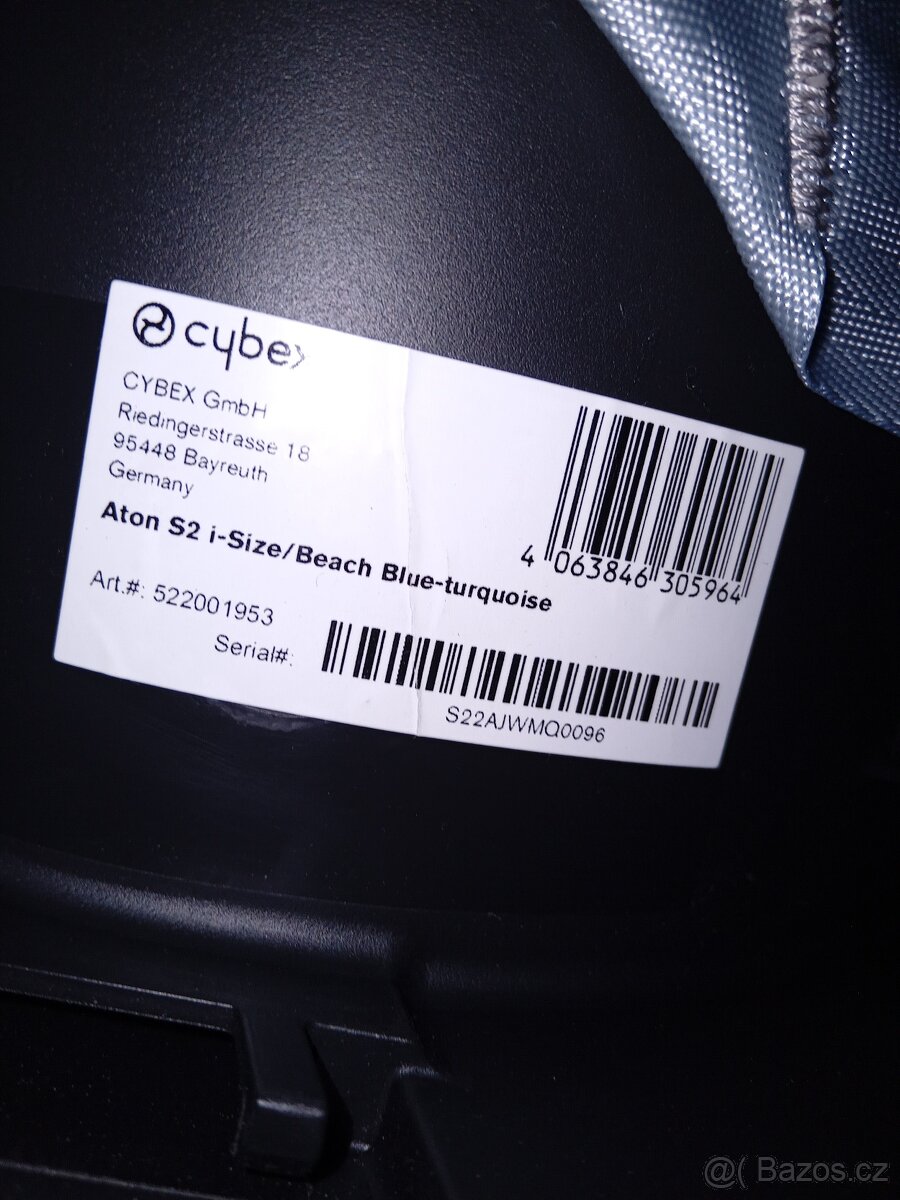 cybex
CYBEX GmbH
Riedingerstrasse 18
95448 Bayreuth
Germany
Aton S2 i-Size/Beach Blue-turquoise
Art.#: 522001953
Serial#:
4 063846 305964
S22AJWMQ0096
@( Bazos.cz